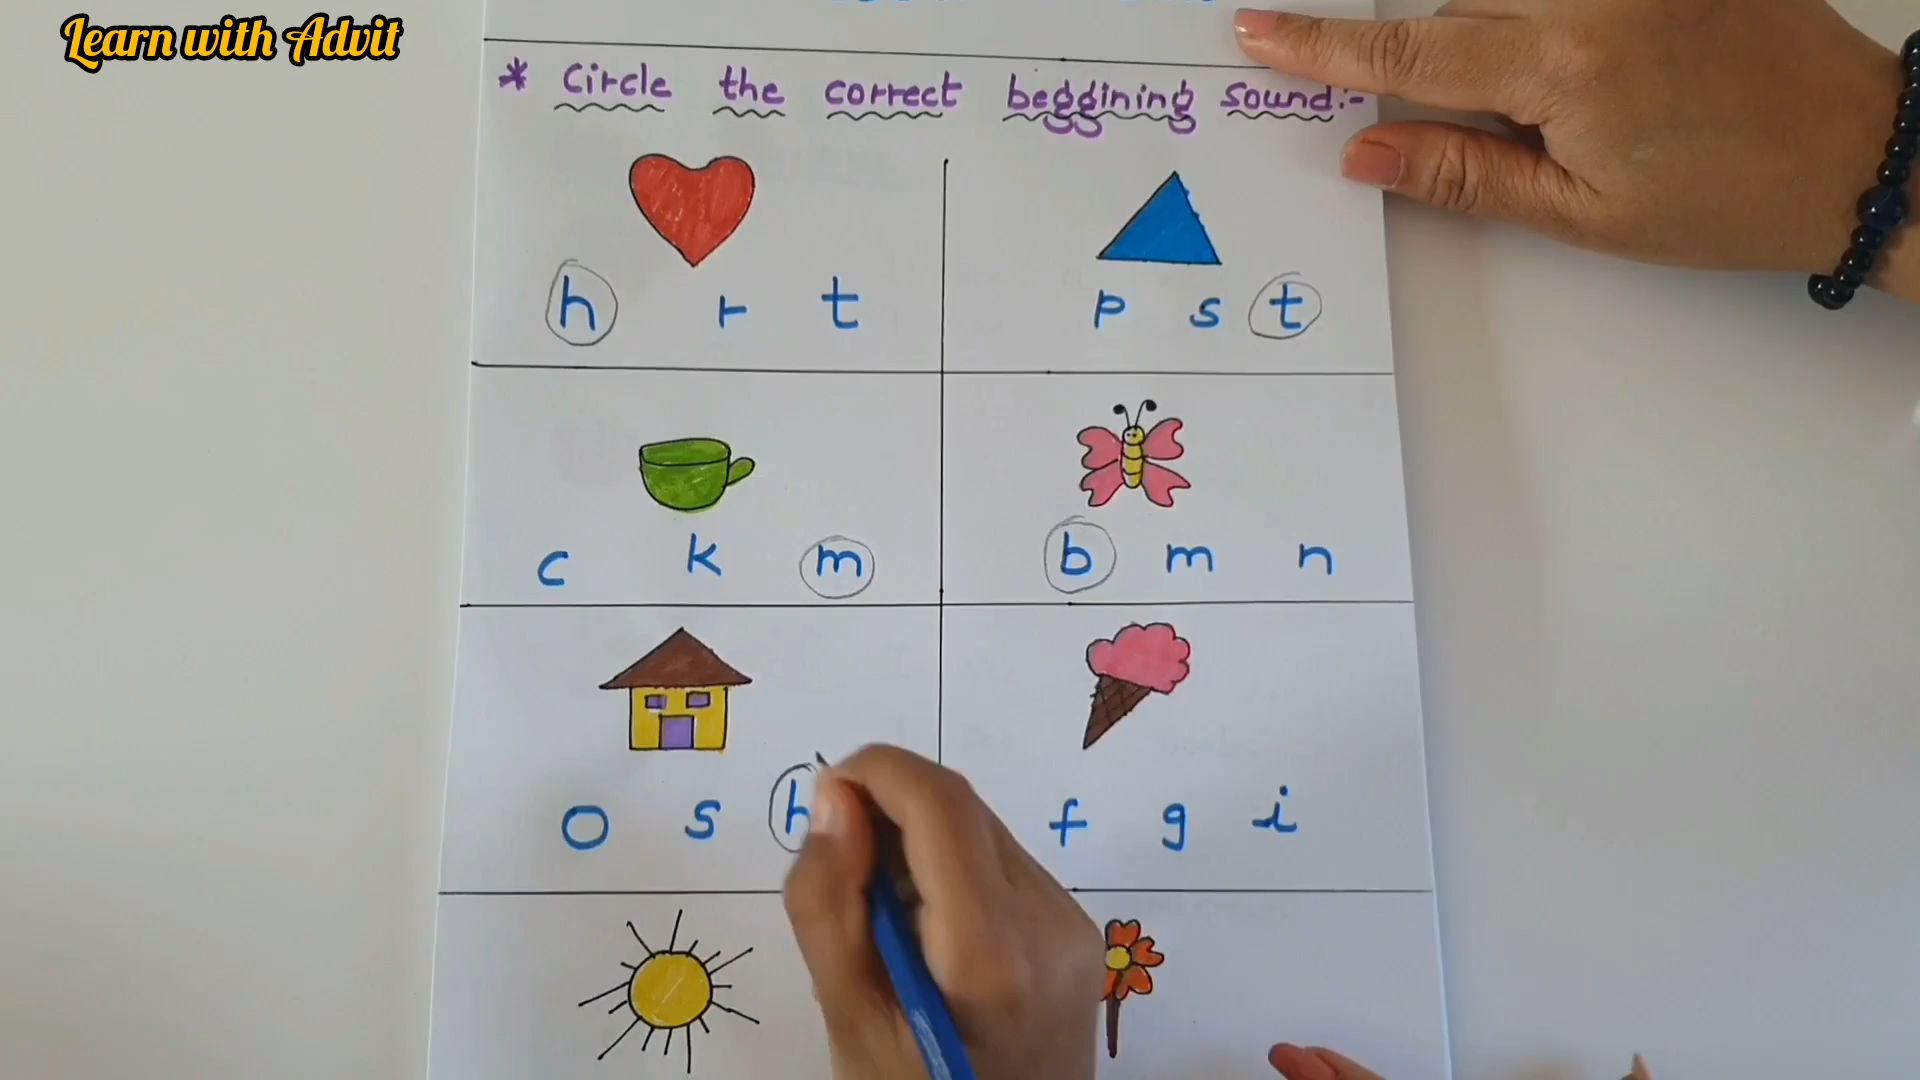 Learn with Advit
* Circle the correct beggining sound:-
h r t
p s t
c k m
b m n
o s h
f g i